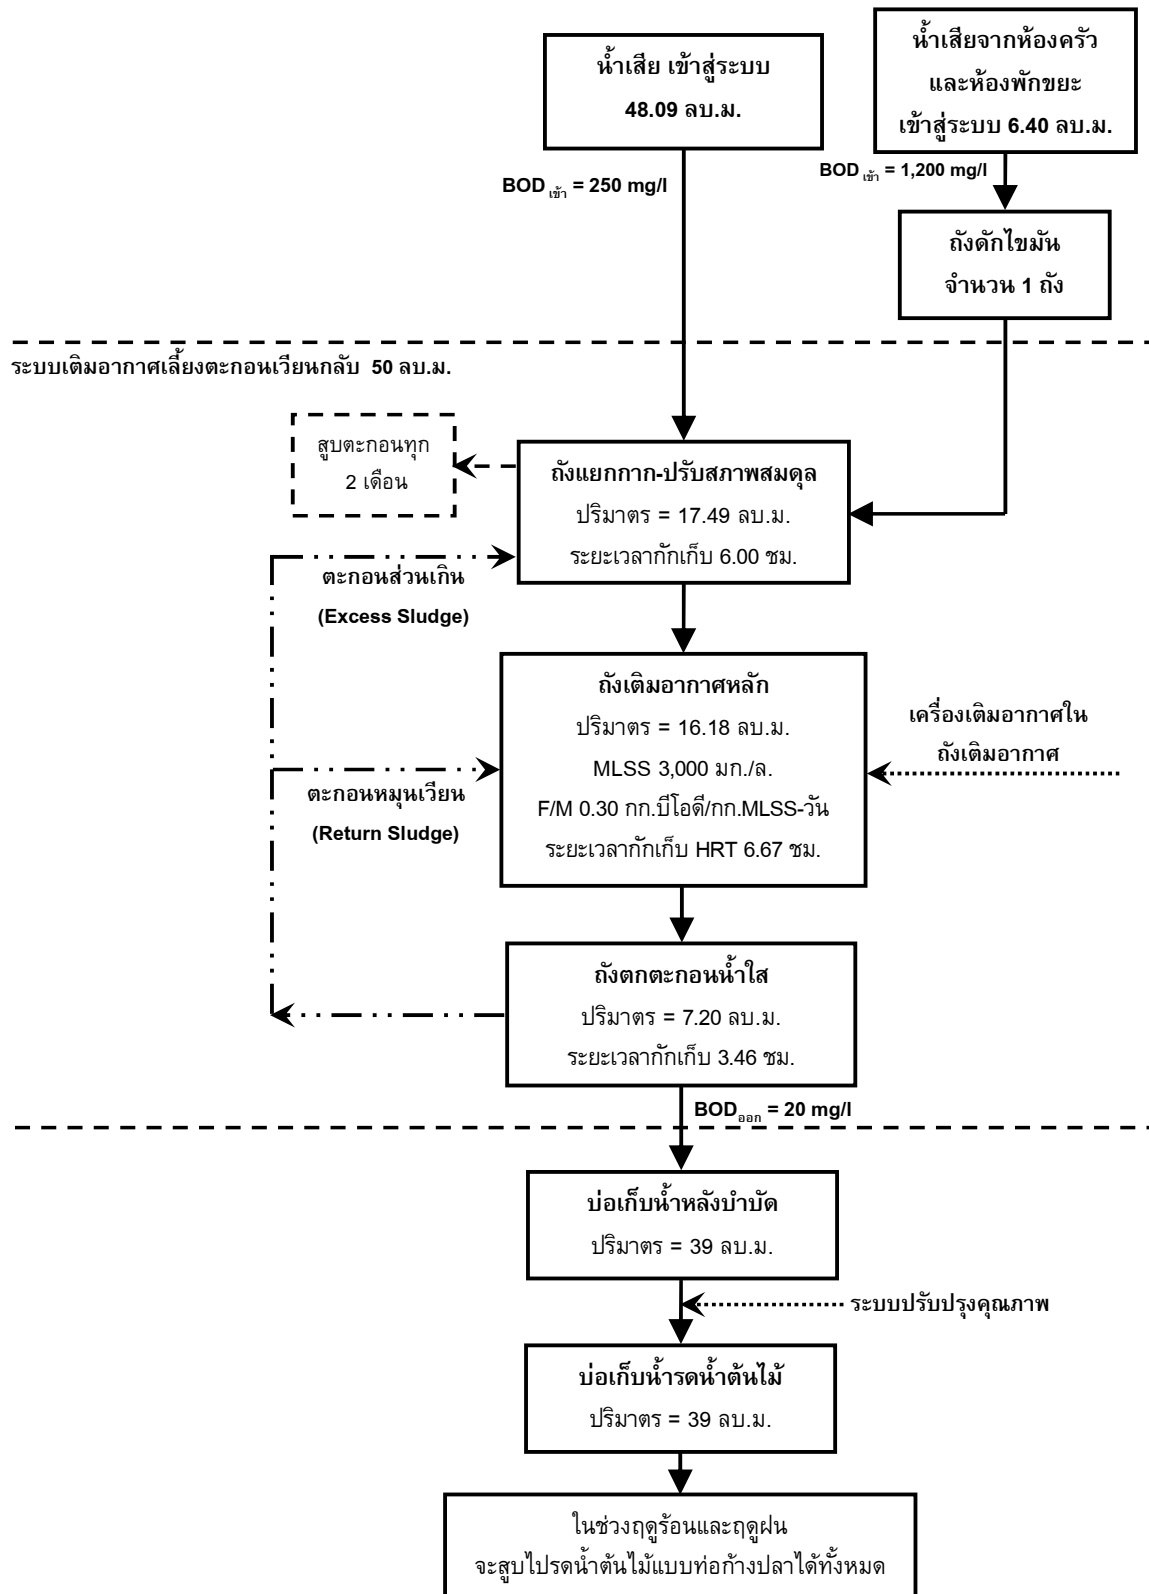 น้ำเสีย เข้าสู่ระบบ
48.09 ลบ.ม.
น้ำเสียจากห้องครัว
และห้องพักขยะ
เข้าสู่ระบบ 6.40 ลบ.ม.
BOD เข้า = 250 mg/l
BOD เข้า = 1,200 mg/l
ถังดักไขมัน
จำนวน 1 ถัง
ระบบเติมอากาศเลี้ยงตะกอนเวียนกลับ 50 ลบ.ม.
สูบตะกอนทุก
2 เดือน
ถังแยกกาก-ปรับสภาพสมดุล
ปริมาตร = 17.49 ลบ.ม.
ระยะเวลากักเก็บ 6.00 ชม.
ตะกอนส่วนเกิน
(Excess Sludge)
ถังเติมอากาศหลัก
ปริมาตร = 16.18 ลบ.ม.
MLSS 3,000 มก./ล.
F/M 0.30 กก.บีโอดี/กก.MLSS-วัน
ระยะเวลากักเก็บ HRT 6.67 ชม.
เครื่องเติมอากาศใน
ถังเติมอากาศ
ตะกอนหมุนเวียน
(Return Sludge)
ถังตกตะกอนน้ำใส
ปริมาตร = 7.20 ลบ.ม.
ระยะเวลากักเก็บ 3.46 ชม.
BODออก = 20 mg/l
บ่อเก็บน้ำหลังบำบัด
ปริมาตร = 39 ลบ.ม.
ระบบปรับปรุงคุณภาพ
บ่อเก็บน้ำรดน้ำต้นไม้
ปริมาตร = 39 ลบ.ม.
ในช่วงฤดูร้อนและฤดูฝน
จะสูบไปรดน้ำต้นไม้แบบท่อก้างปลาได้ทั้งหมด